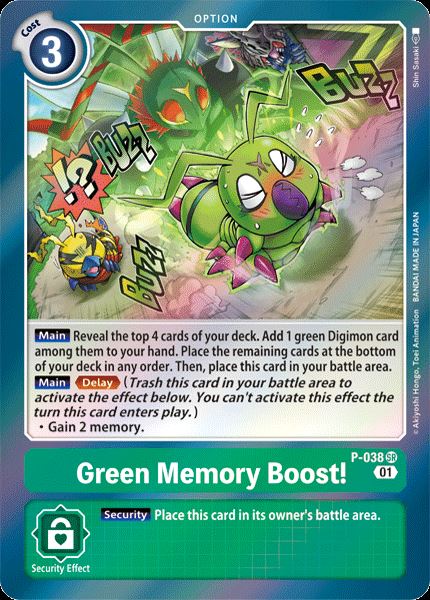 OPTION
Cost
3
Shin Sasaki
BUZZ
BUZZ
!?
BUZZ
Main Reveal the top 4 cards of your deck. Add 1 green Digimon card
among them to your hand. Place the remaining cards at the bottom
of your deck in any order. Then, place this card in your battle area.
Main Delay (Trash this card in your battle area to
activate the effect below. You can't activate this effect the
turn this card enters play.)
・Gain 2 memory.
© Akiyoshi Hongo, Toei Animation BANDAI MADE IN JAPAN
P-038 SR
Green Memory Boost!
01
Security Place this card in its owner's battle area.
Security Effect